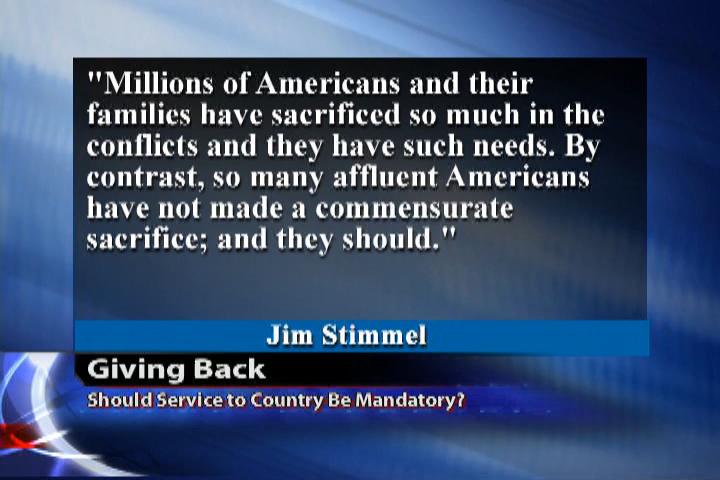 "Millions of Americans and their
families have sacrificed so much in the
conflicts and they have such needs. By
contrast, so many affluent Americans
have not made a commensurate
sacrifice; and they should."
Jim Stimmel
Giving Back
Should Service to Country Be Mandatory?